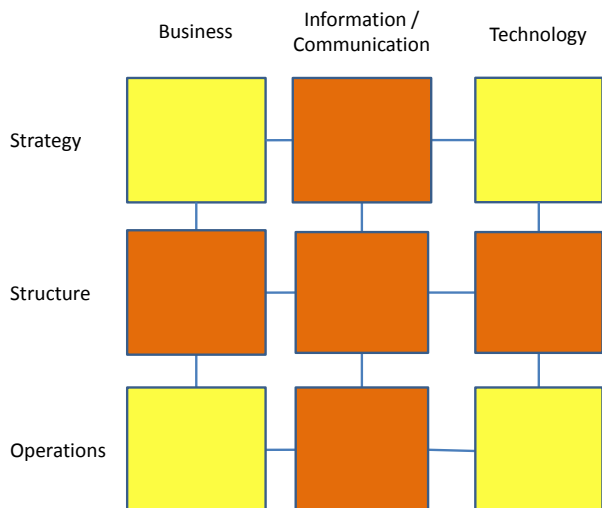 Business
Information /
Communication
Technology
Strategy
Structure
Operations